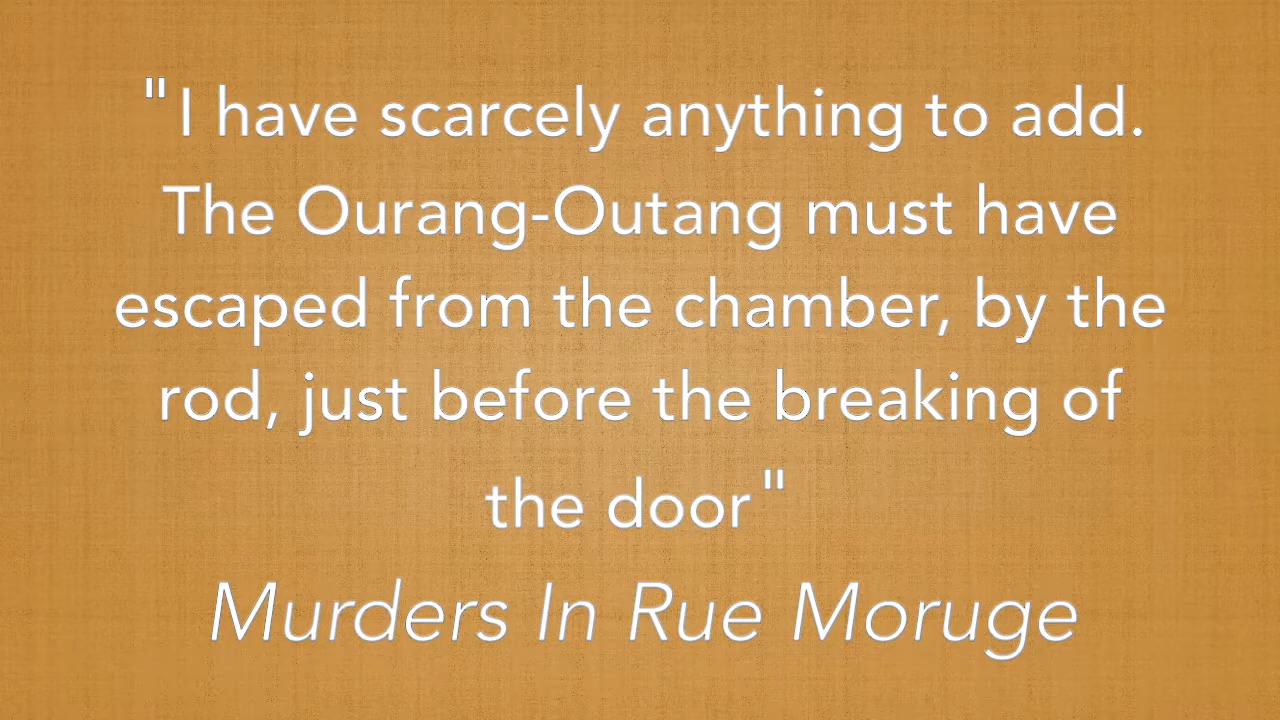 "I have scarcely anything to add.
The Ourang-Outang must have
escaped from the chamber, by the
rod, just before the breaking of
the door"
Murders In Rue Moruge